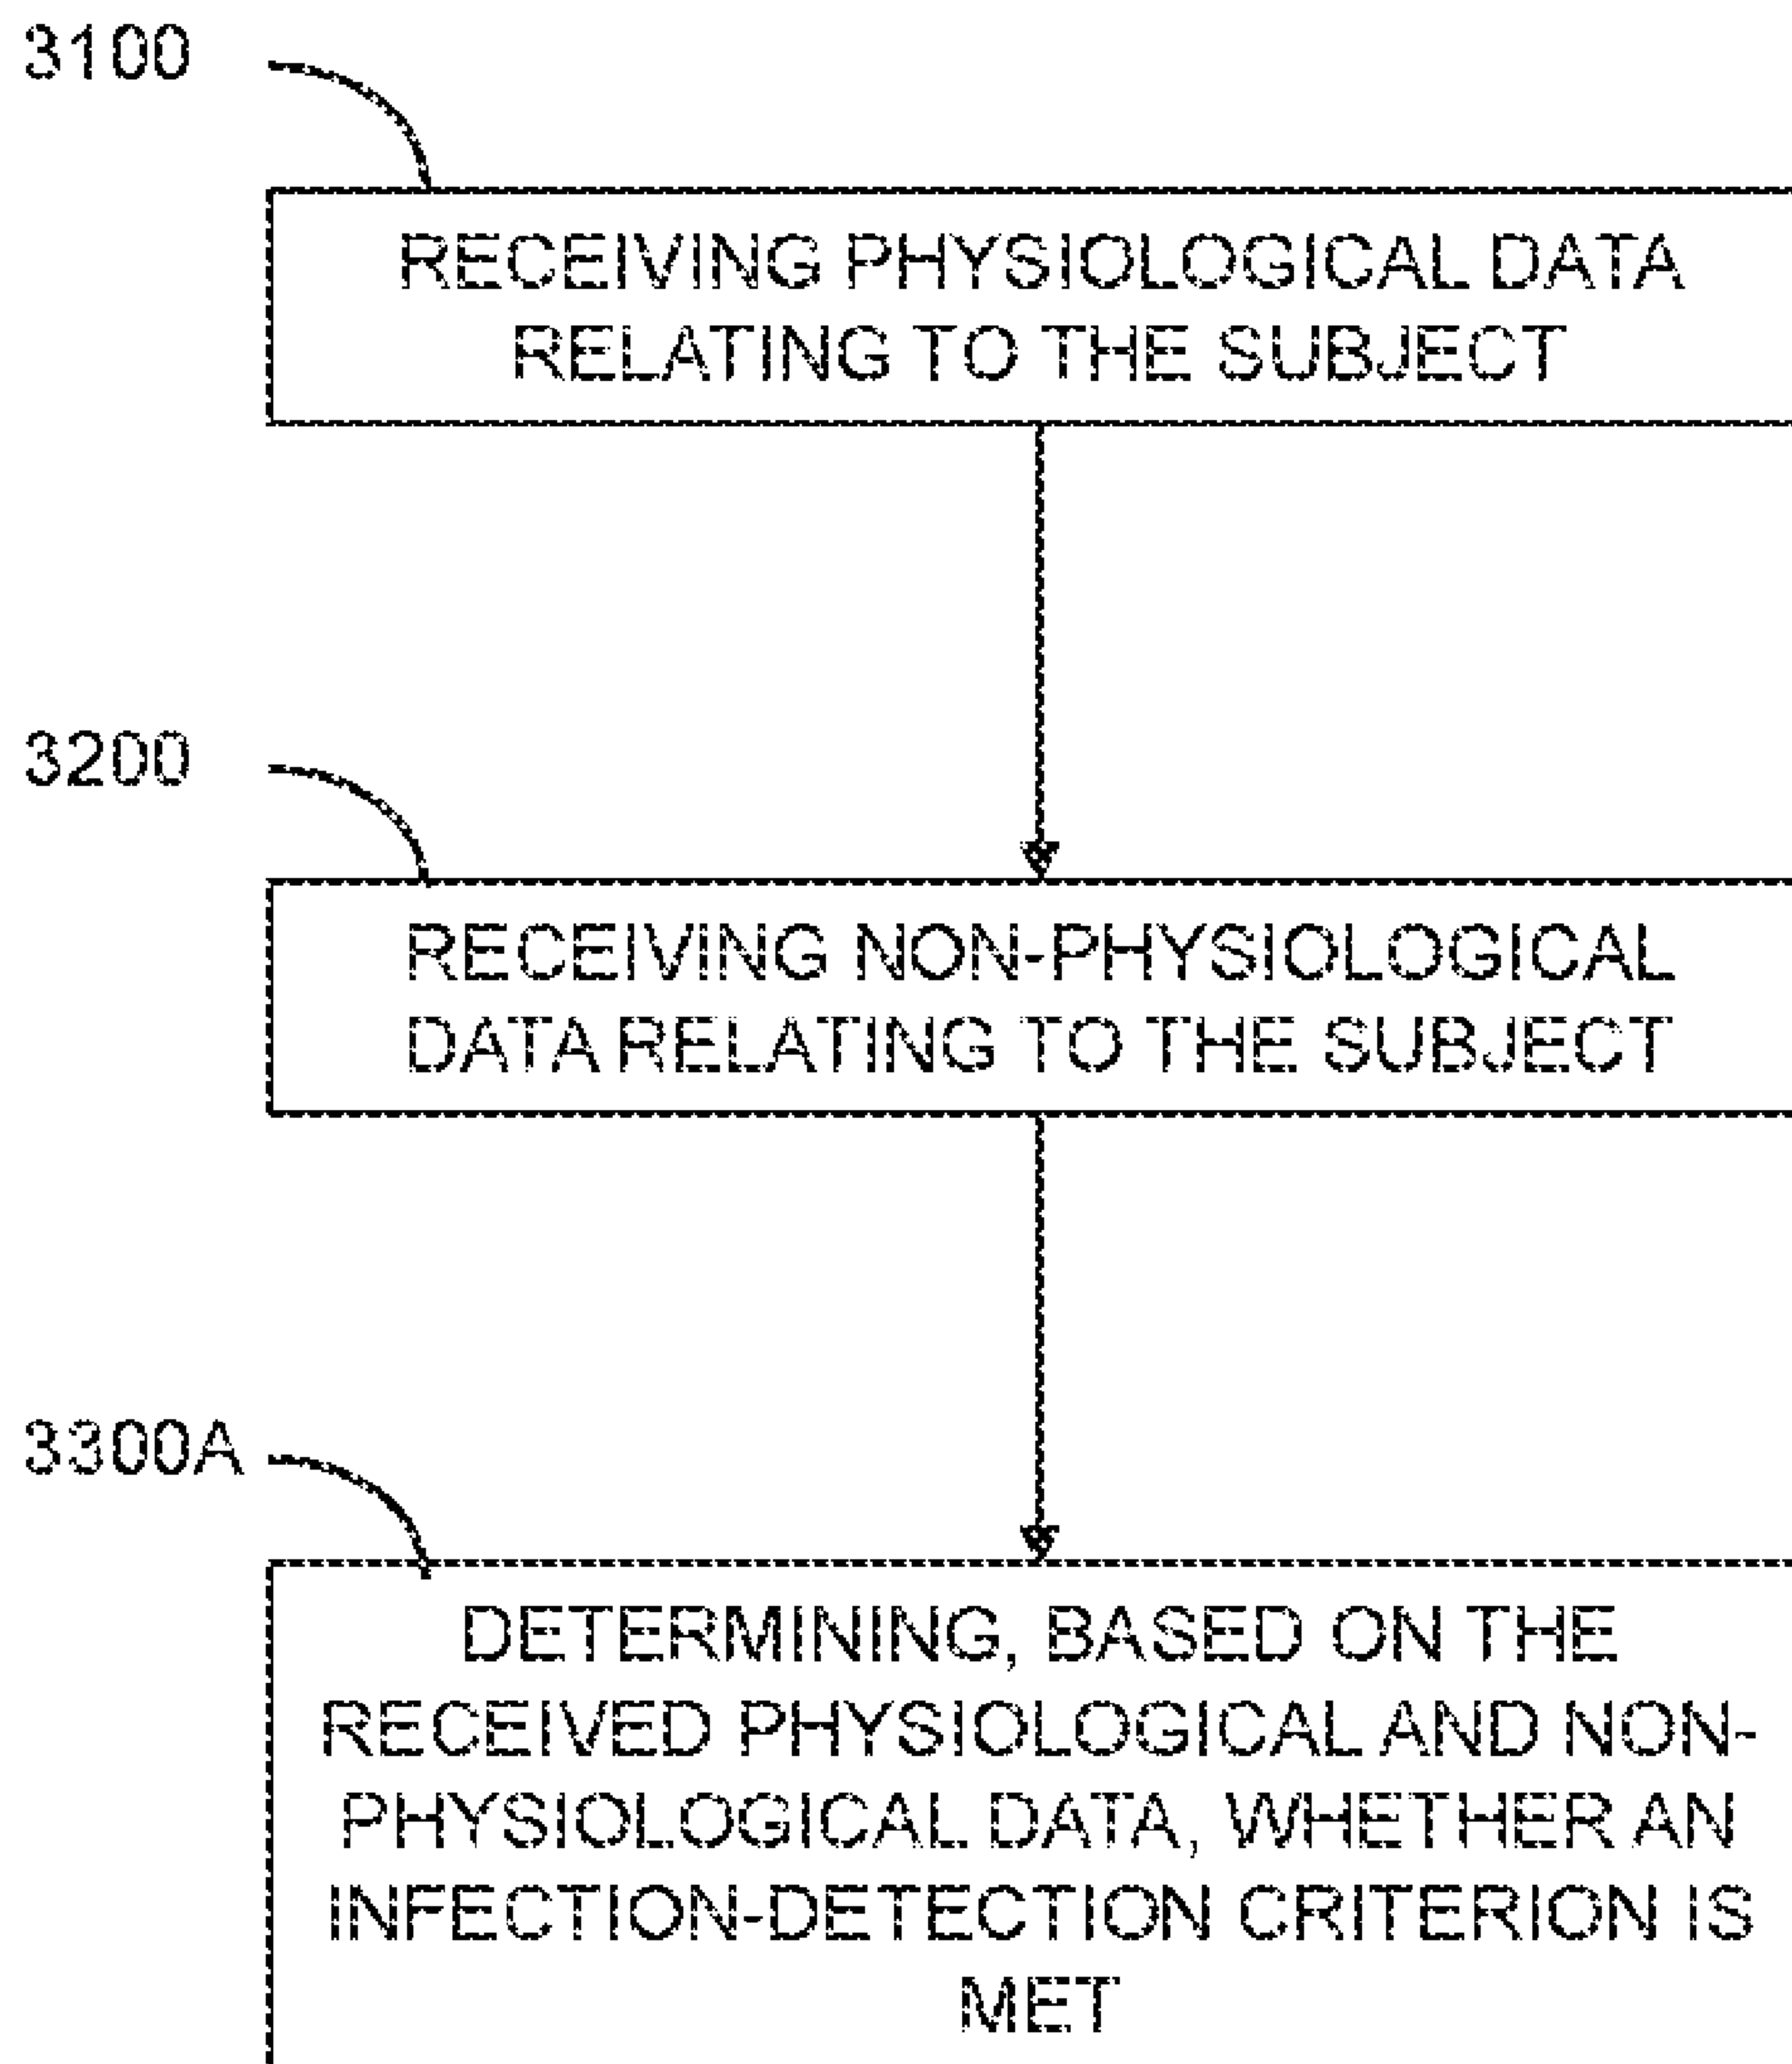 3100
RECEIVING PHYSIOLOGICAL DATA
RELATING TO THE SUBJECT
3200
RECEIVING NON-PHYSIOLOGICAL
DATA RELATING TO THE SUBJECT
3300A
DETERMINING, BASED ON THE
RECEIVED PHYSIOLOGICAL AND NON-
PHYSIOLOGICAL DATA, WHETHER AN
INFECTION-DETECTION CRITERION IS
MET